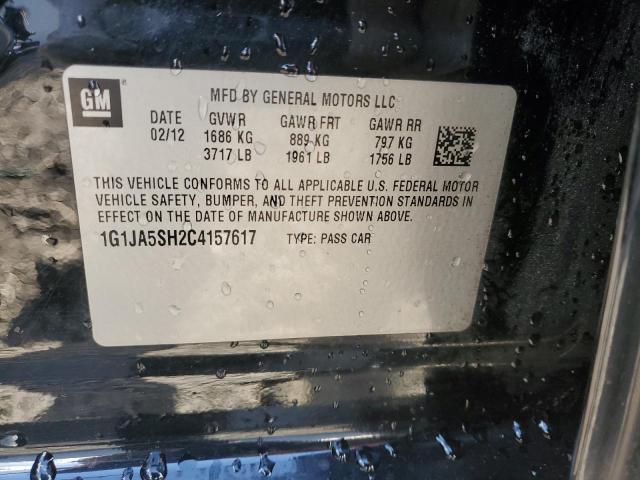 GM
MFD BY GENERAL MOTORS LLC
DATE GVWR GAWR FRT GAWR RR
02/12 1686 KG 889 KG 797 KG
3717 LB 1961 LB 1756 LB
THIS VEHICLE CONFORMS TO ALL APPLICABLE U.S. FEDERAL MOTOR
VEHICLE SAFETY, BUMPER, AND THEFT PREVENTION STANDARDS IN
EFFECT ON THE DATE OF MANUFACTURE SHOWN ABOVE.
1G1JA5SH2C4157617 TYPE: PASS CAR